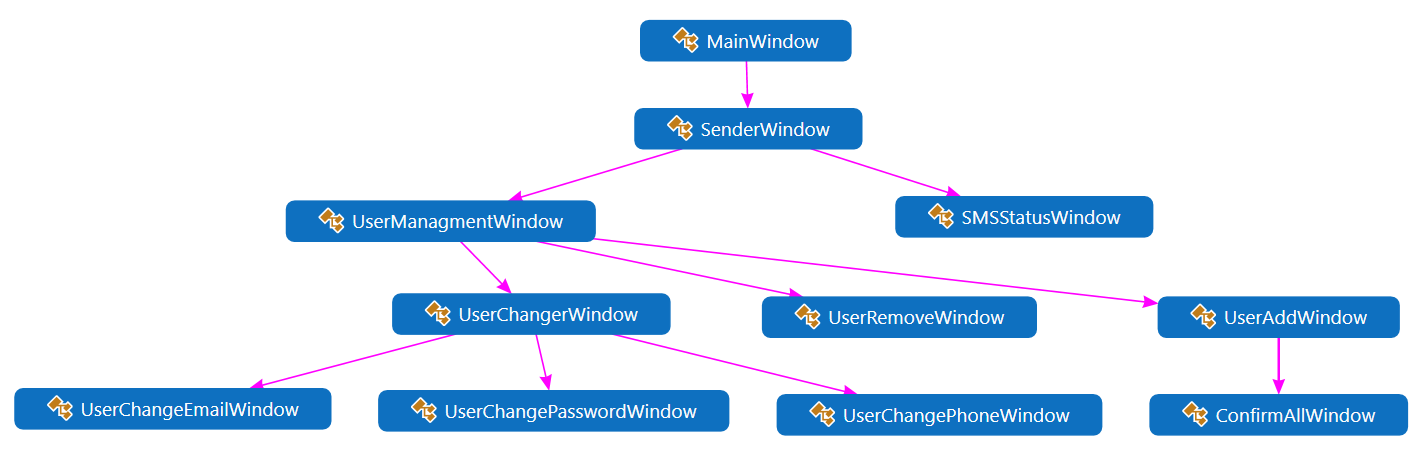 MainWindow
SenderWindow
UserManagmentWindow
SMSStatusWindow
UserChangerWindow
UserRemoveWindow
UserAddWindow
UserChangeEmailWindow
UserChangePasswordWindow
UserChangePhoneWindow
ConfirmAllWindow